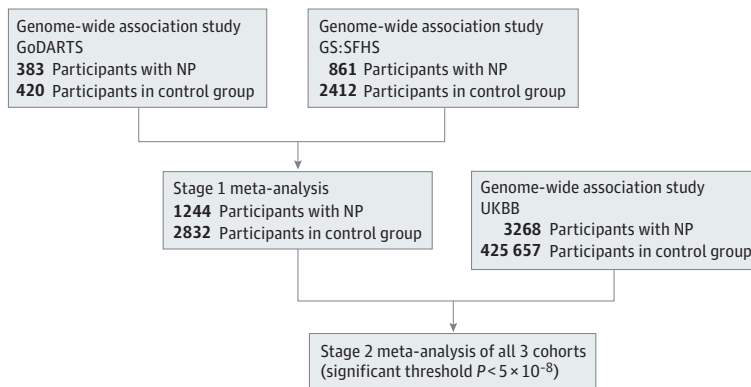 Genome-wide association study
GoDARTS
383 Participants with NP
420 Participants in control group
Genome-wide association study
GS:SFHS
861 Participants with NP
2412 Participants in control group
Stage 1 meta-analysis
1244 Participants with NP
2832 Participants in control group
Genome-wide association study
UKBB
3268 Participants with NP
425 657 Participants in control group
Stage 2 meta-analysis of all 3 cohorts
(significant threshold P < 5 × 10⁻⁸)